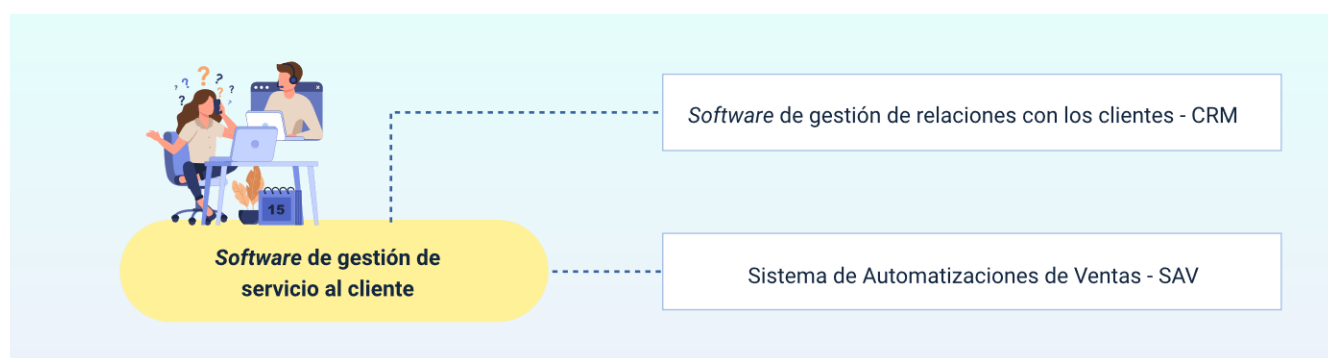 Software de gestión de relaciones con los clientes - CRM
15
Software de gestión de
servicio al cliente
Sistema de Automatizaciones de Ventas - SAV